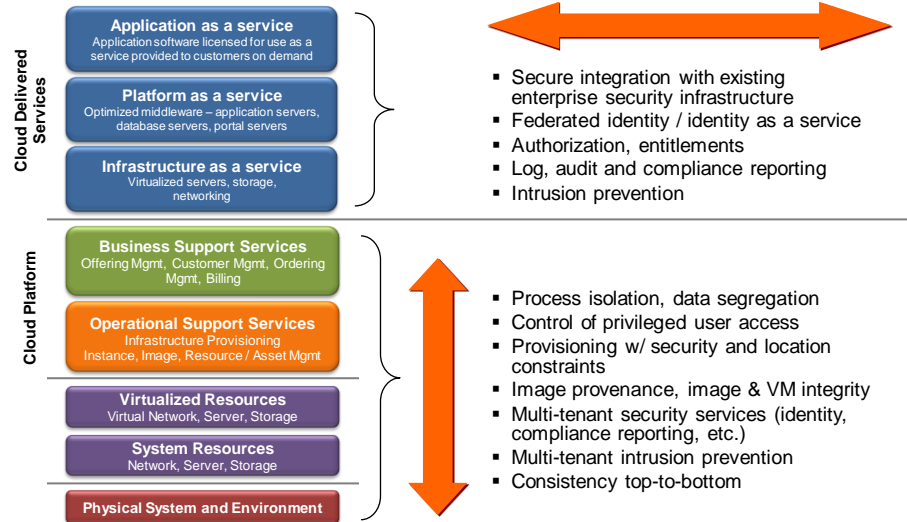 Cloud Delivered
Services
Application as a service
Application software licensed for use as a
service provided to customers on demand
Platform as a service
Optimized middleware – application servers,
database servers, portal servers
Infrastructure as a service
Virtualized servers, storage,
networking
▪ Secure integration with existing
enterprise security infrastructure
▪ Federated identity / identity as a service
▪ Authorization, entitlements
▪ Log, audit and compliance reporting
▪ Intrusion prevention
Cloud Platform
Business Support Services
Offering Mgmt, Customer Mgmt, Ordering
Mgmt, Billing
Operational Support Services
Infrastructure Provisioning
Instance, Image, Resource / Asset Mgmt
Virtualized Resources
Virtual Network, Server, Storage
System Resources
Network, Server, Storage
Physical System and Environment
▪ Process isolation, data segregation
▪ Control of privileged user access
▪ Provisioning w/ security and location
constraints
▪ Image provenance, image & VM integrity
▪ Multi-tenant security services (identity,
compliance reporting, etc.)
▪ Multi-tenant intrusion prevention
▪ Consistency top-to-bottom